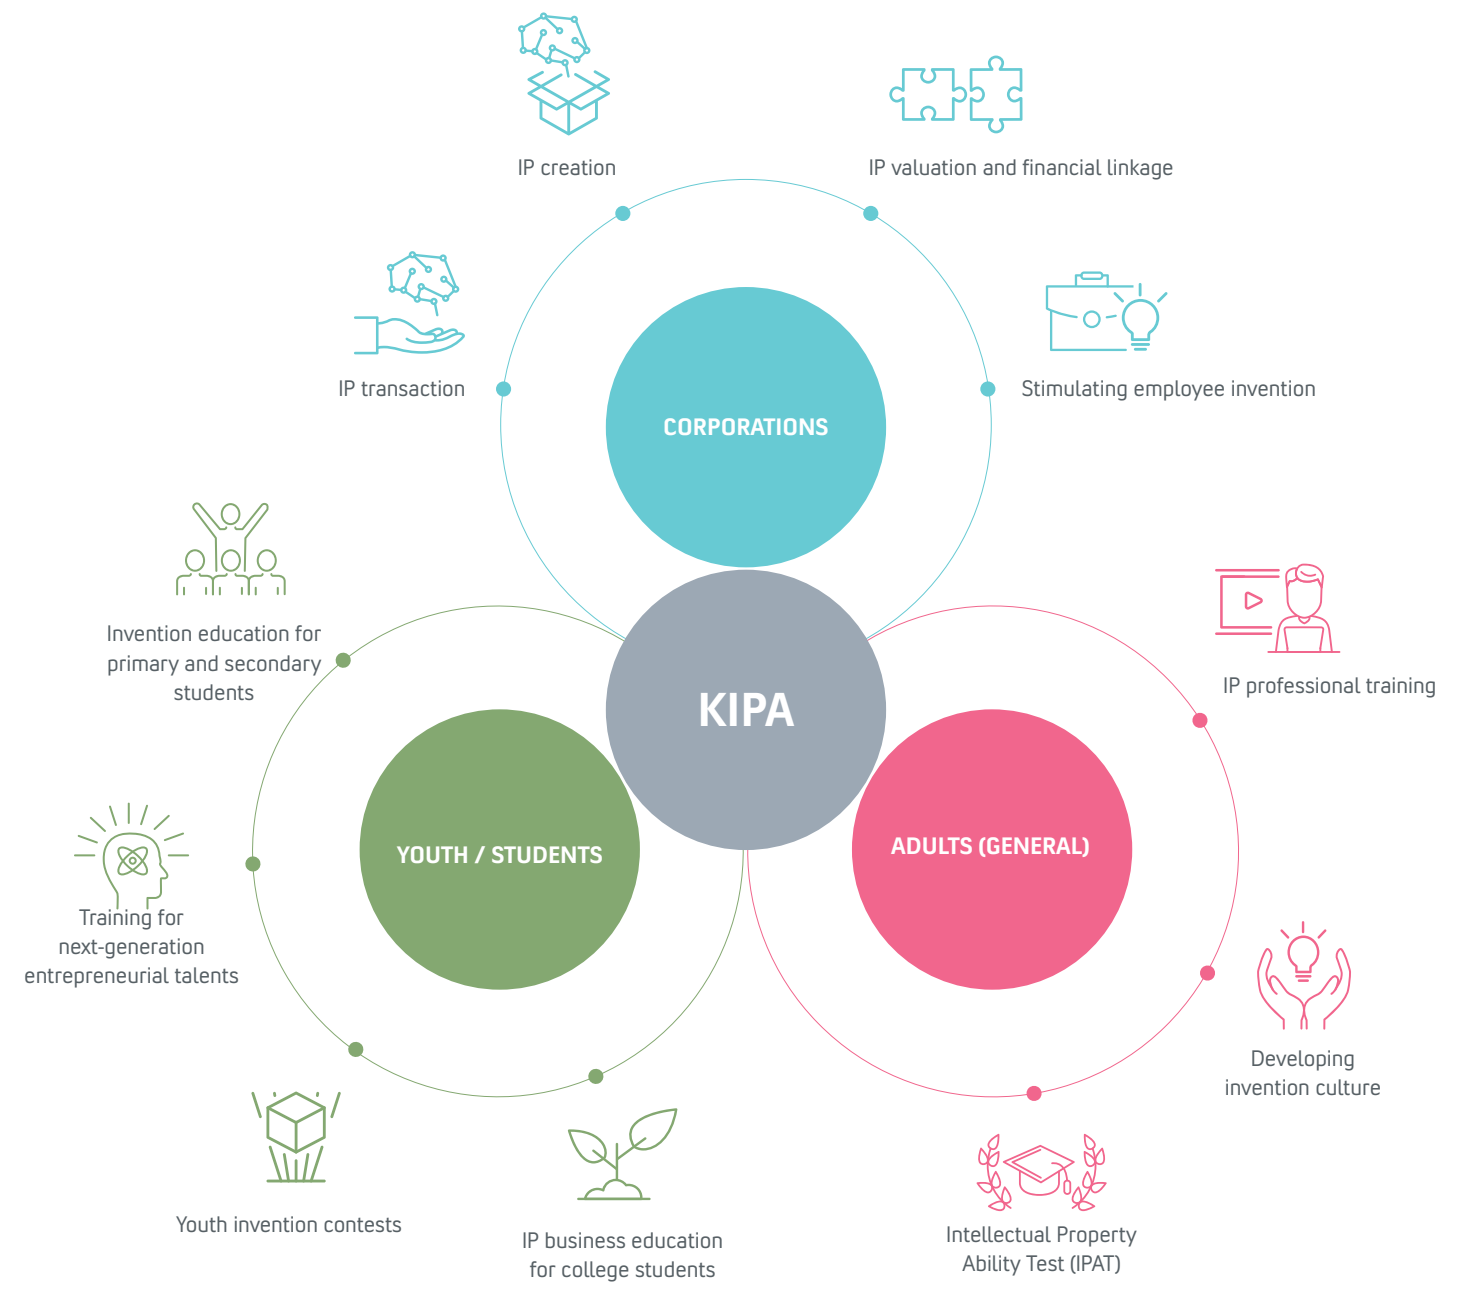 IP creation
IP valuation and financial linkage
IP transaction
Stimulating employee invention
CORPORATIONS
Invention education for
primary and secondary
students
IP professional training
KIPA
YOUTH / STUDENTS
ADULTS (GENERAL)
Training for
next-generation
entrepreneurial talents
Developing
invention culture
Youth invention contests
IP business education
for college students
Intellectual Property
Ability Test (IPAT)